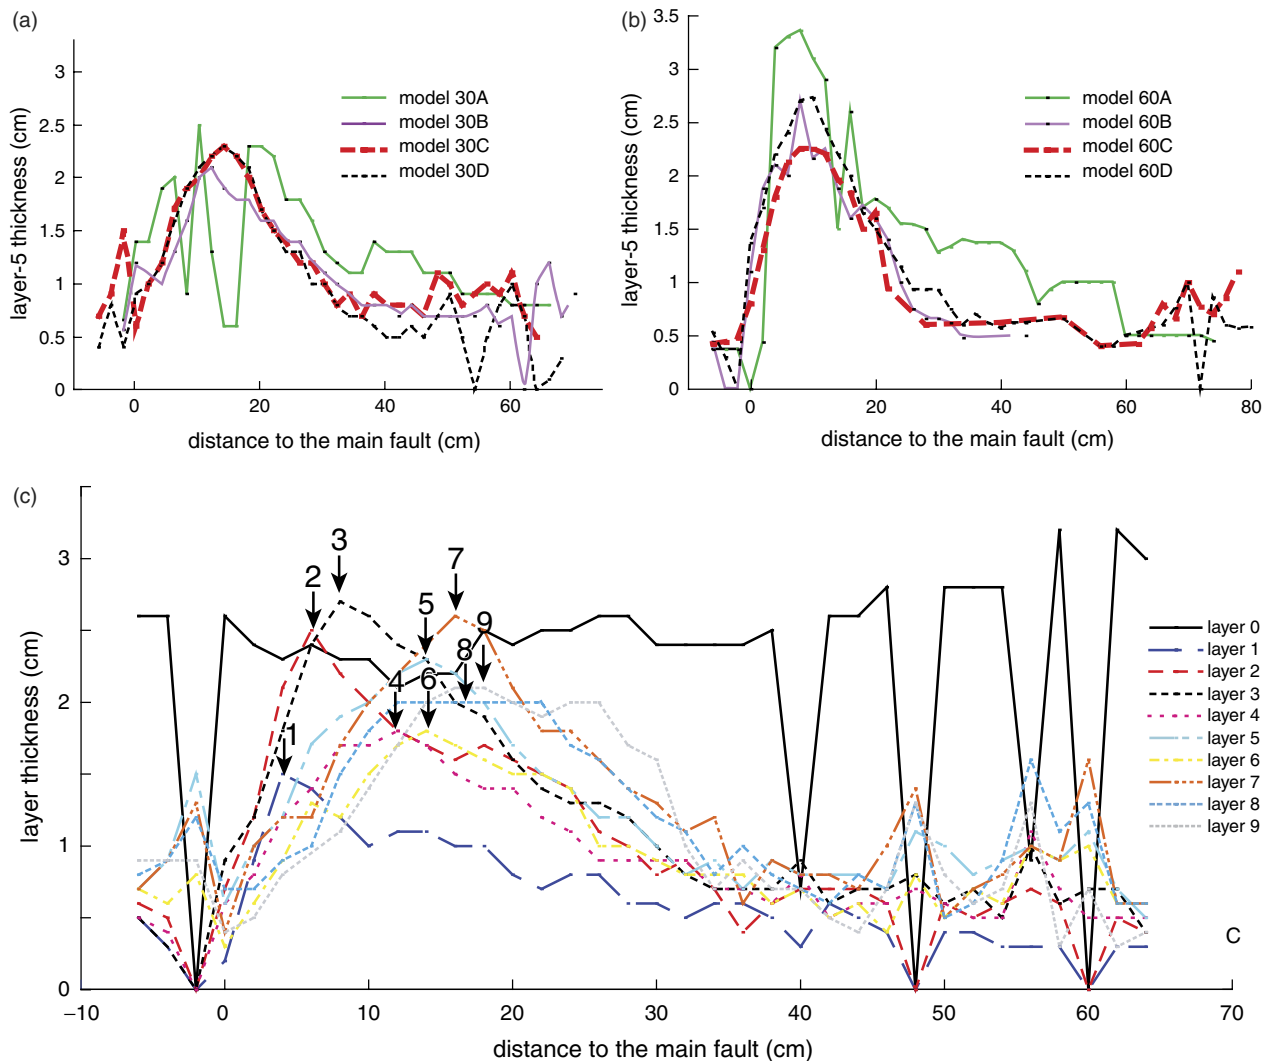 (a)
3
2.5
2
1.5
1
0.5
0
layer-5 thickness (cm)
model 30A
model 30B
model 30C
model 30D
0
20
40
60
distance to the main fault (cm)
(b)
3.5
3
2.5
2
1.5
1
0.5
0
layer-5 thickness (cm)
model 60A
model 60B
model 60C
model 60D
0
20
40
60
80
distance to the main fault (cm)
(c)
3
2
1
0
layer thickness (cm)
1
2
3
4
5
6
7
8
9
layer 0
layer 1
layer 2
layer 3
layer 4
layer 5
layer 6
layer 7
layer 8
layer 9
C
–10
0
10
20
30
40
50
60
70
distance to the main fault (cm)